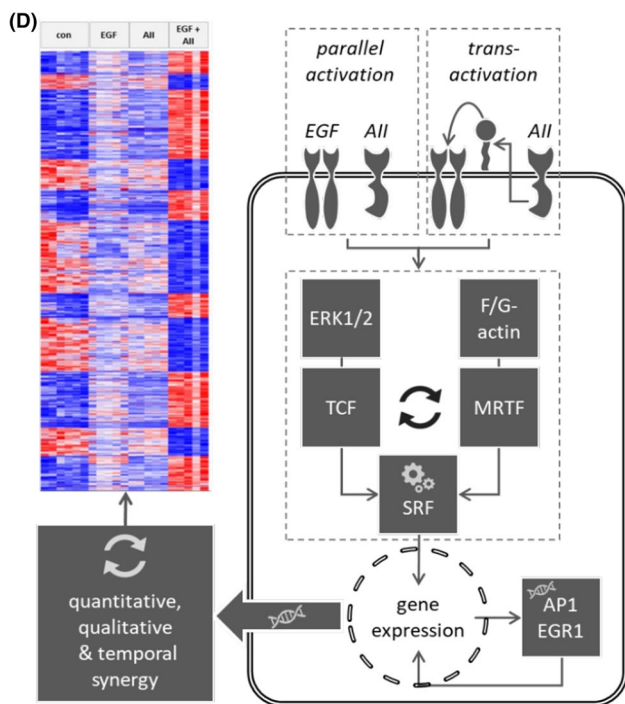 (D)
con
EGF
AII
EGF +
AII
parallel
activation
trans-
activation
EGF
AII
AII
ERK1/2
F/G-
actin
TCF
MRTF
SRF
gene
expression
AP1
EGR1
quantitative,
qualitative
& temporal
synergy